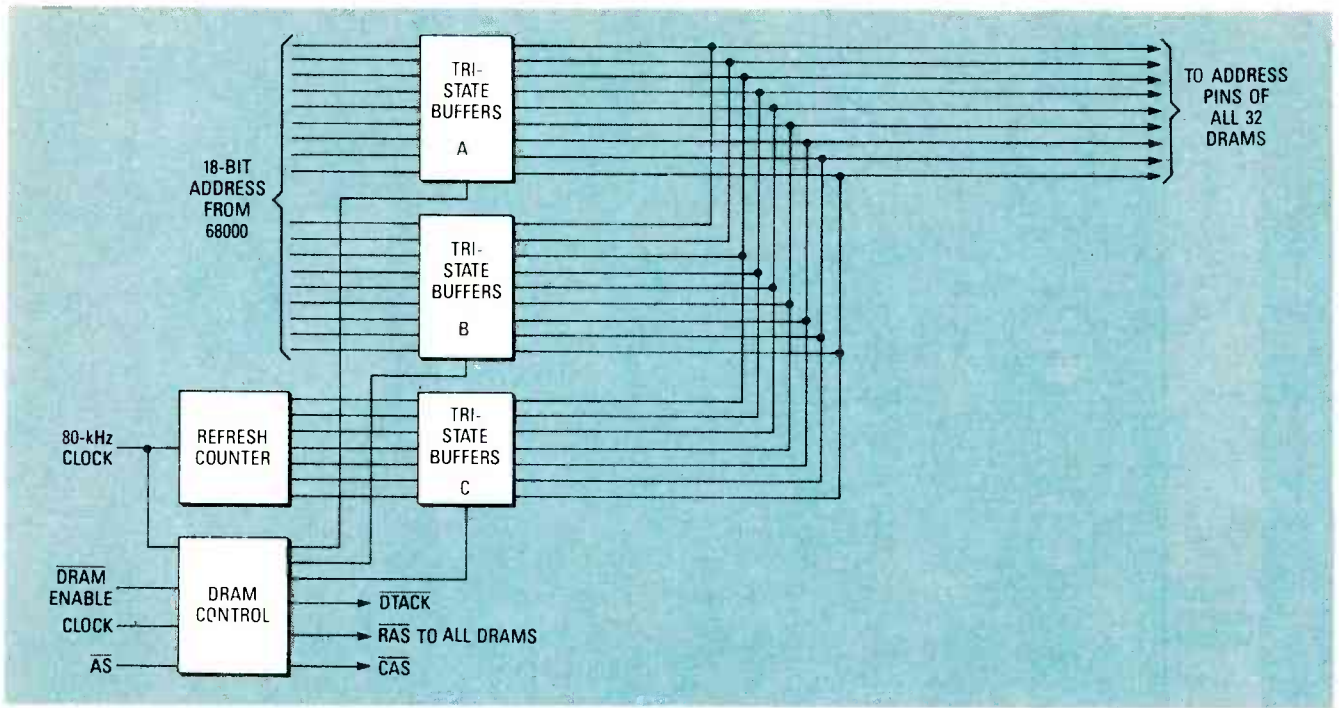 TRI-
STATE
BUFFERS
A
TO ADDRESS
PINS OF
ALL 32
DRAMS
18-BIT
ADDRESS
FROM
68000
TRI-
STATE
BUFFERS
B
80-kHz
CLOCK
REFRESH
COUNTER
TRI-
STATE
BUFFERS
C
DRAM
ENABLE
CLOCK
AS
DRAM
CONTROL
DTACK
RAS TO ALL DRAMS
CAS